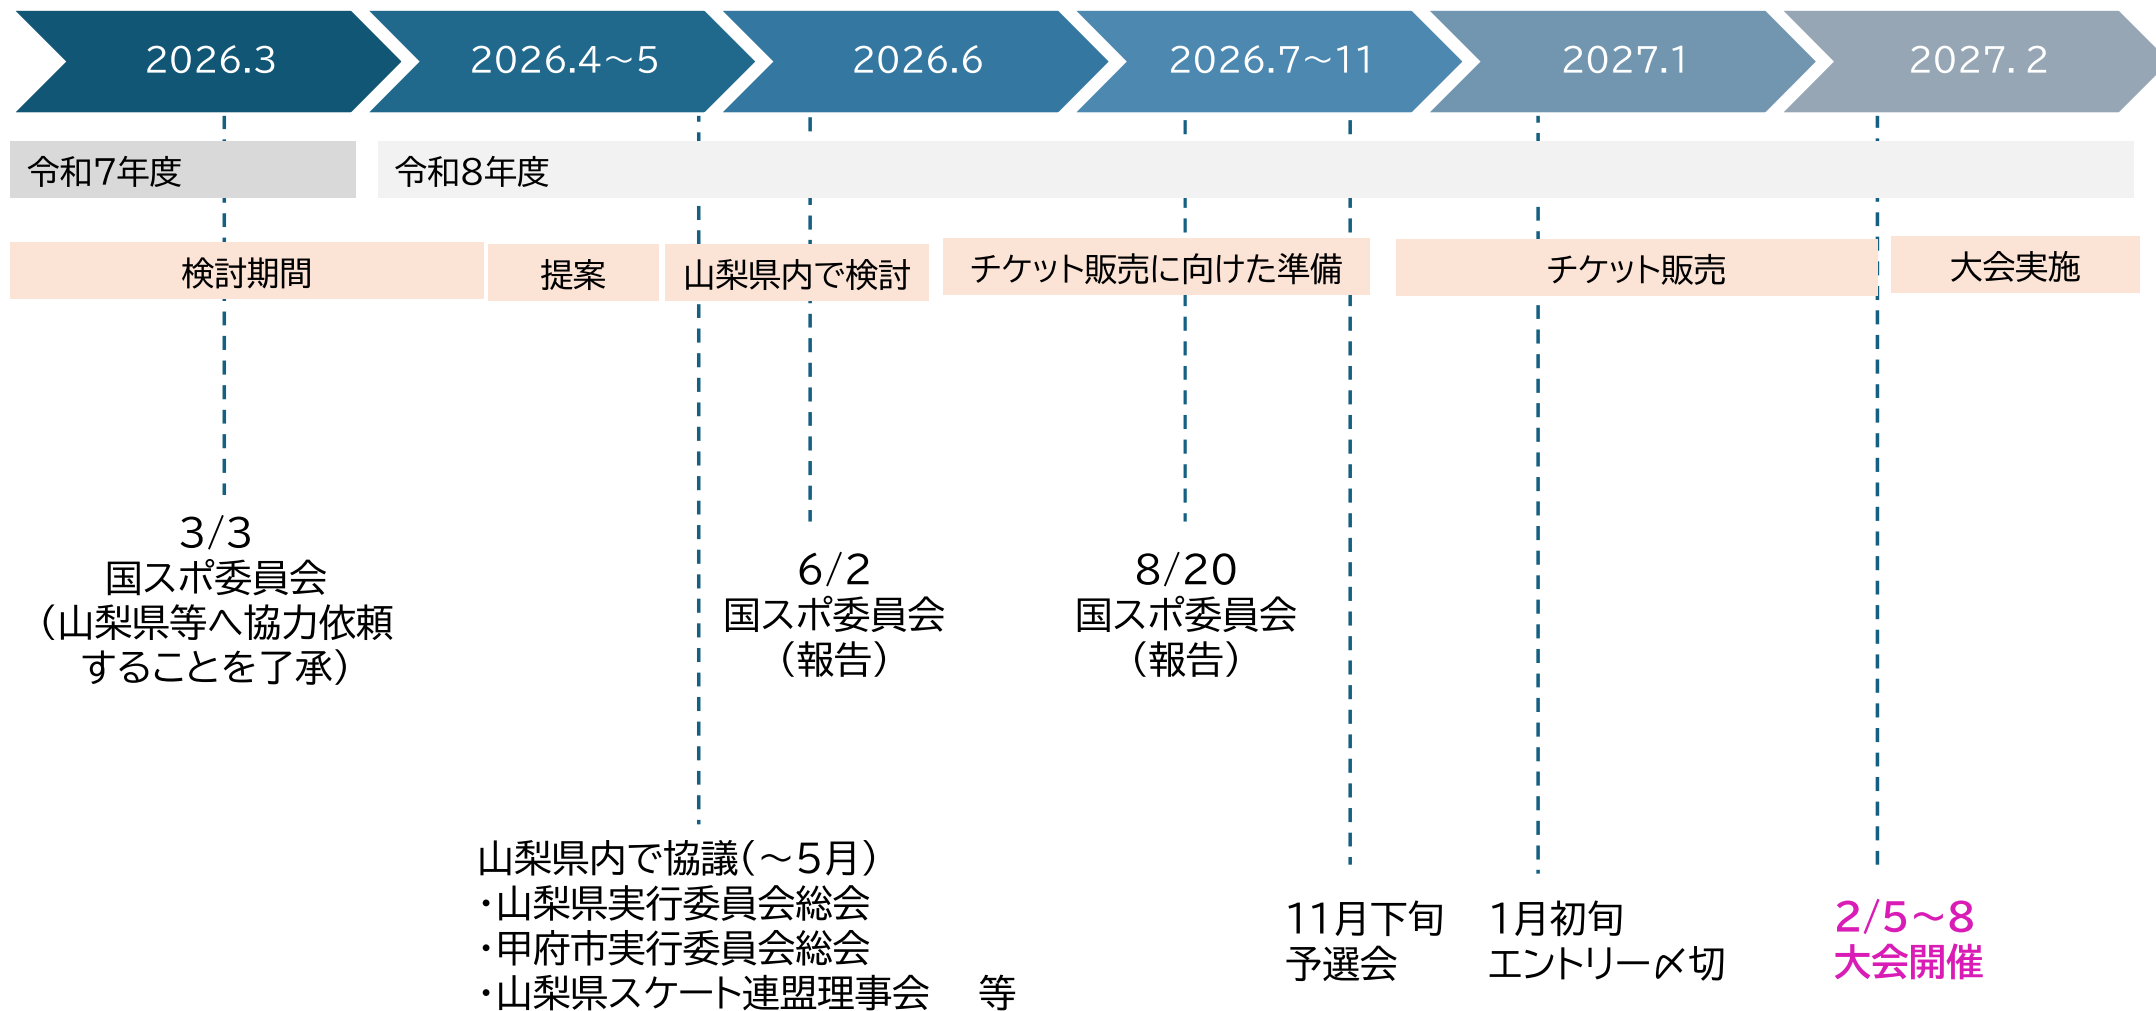 2026.3
2026.4~5
2026.6
2026.7~11
2027.1
2027. 2
令和7年度
令和8年度
検討期間
提案
山梨県内で検討
チケット販売に向けた準備
チケット販売
大会実施
3/3
国スポ委員会
(山梨県等へ協力依頼
することを了承)
6/2
国スポ委員会
(報告)
8/20
国スポ委員会
(報告)
山梨県内で協議(~5月)
・山梨県実行委員会総会
・甲府市実行委員会総会
・山梨県スケート連盟理事会　等
11月下旬
予選会
1月初旬
エントリー〆切
2/5~8
大会開催